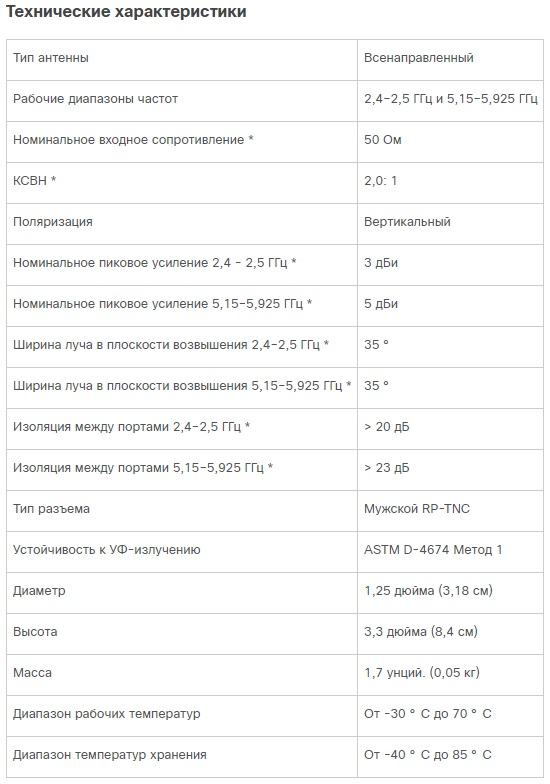 Технические характеристики
Тип антенны Всенаправленный
Рабочие диапазоны частот 2,4–2,5 ГГц и 5,15–5,925 ГГц
Номинальное входное сопротивление * 50 Ом
КСВН * 2,0: 1
Поляризация Вертикальный
Номинальное пиковое усиление 2,4 – 2,5 ГГц * 3 дБи
Номинальное пиковое усиление 5,15–5,925 ГГц * 5 дБи
Ширина луча в плоскости возвышения 2,4–2,5 ГГц * 35 °
Ширина луча в плоскости возвышения 5,15–5,925 ГГц * 35 °
Изоляция между портами 2,4–2,5 ГГц * > 20 дБ
Изоляция между портами 5,15–5,925 ГГц * > 23 дБ
Тип разъема Мужской RP-TNC
Устойчивость к УФ-излучению ASTM D-4674 Метод 1
Диаметр 1,25 дюйма (3,18 см)
Высота 3,3 дюйма (8,4 см)
Масса 1,7 унций. (0,05 кг)
Диапазон рабочих температур От -30 ° C до 70 ° C
Диапазон температур хранения От -40 ° C до 85 ° C